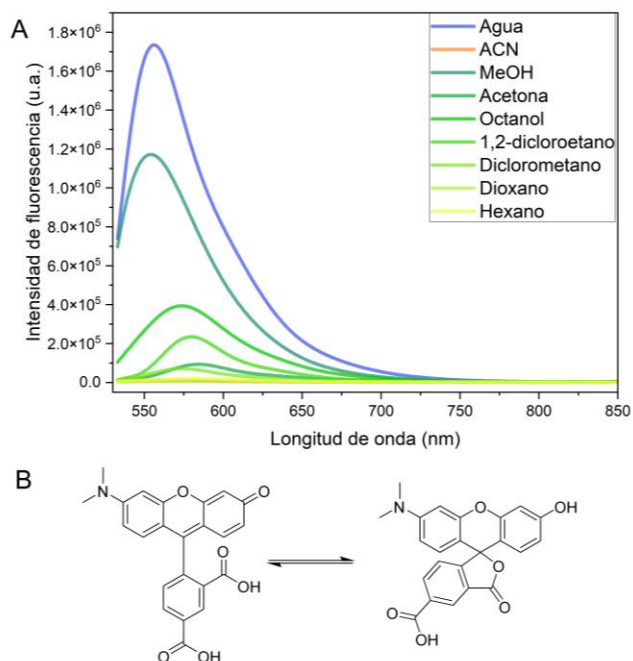 A
Intensidad de fluorescencia (u.a.)
1.8×10⁶
1.6×10⁶
1.4×10⁶
1.2×10⁶
1.0×10⁶
8.0×10⁵
6.0×10⁵
4.0×10⁵
2.0×10⁵
0.0
Agua
ACN
MeOH
Acetona
Octanol
1,2-dicloroetano
Diclorometano
Dioxano
Hexano
550 600 650 700 750 800 850
Longitud de onda (nm)
B
N O O
O
OH
O OH
N O OH
O
O
O
OH